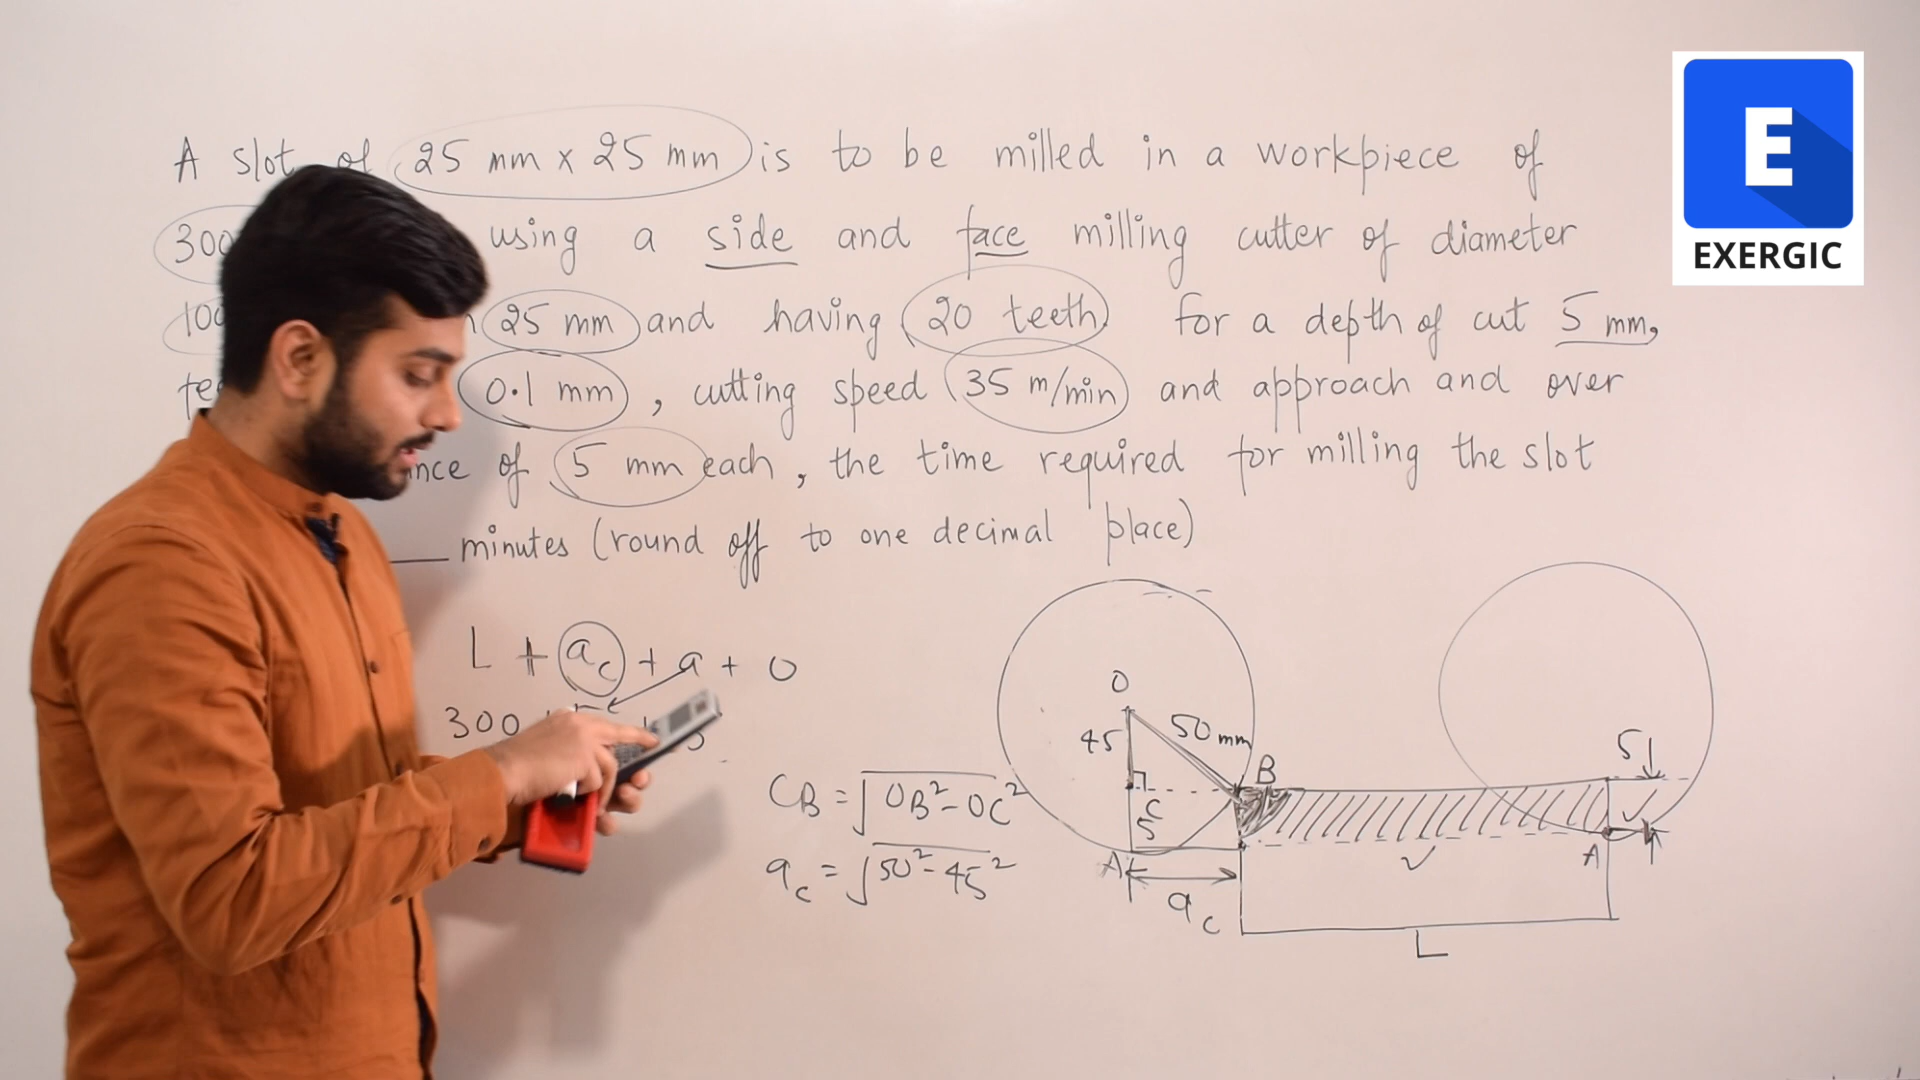 A slot of 25 mm x 25 mm is to be milled in a workpiece of
300 using a side and face milling cutter of diameter
100 25 mm and having 20 teeth for a depth of cut 5 mm,
0.1 mm, cutting speed 35 m/min and approach and over
of 5 mm each, the time required for milling the slot
___ minutes (round off to one decimal place)
L + ac + a + O
300 +
CB = √OB²-OC²
ac = √50²-45²
O
45
50 mm
B
C
5
A
ac
L
5
A
E
EXERGIC